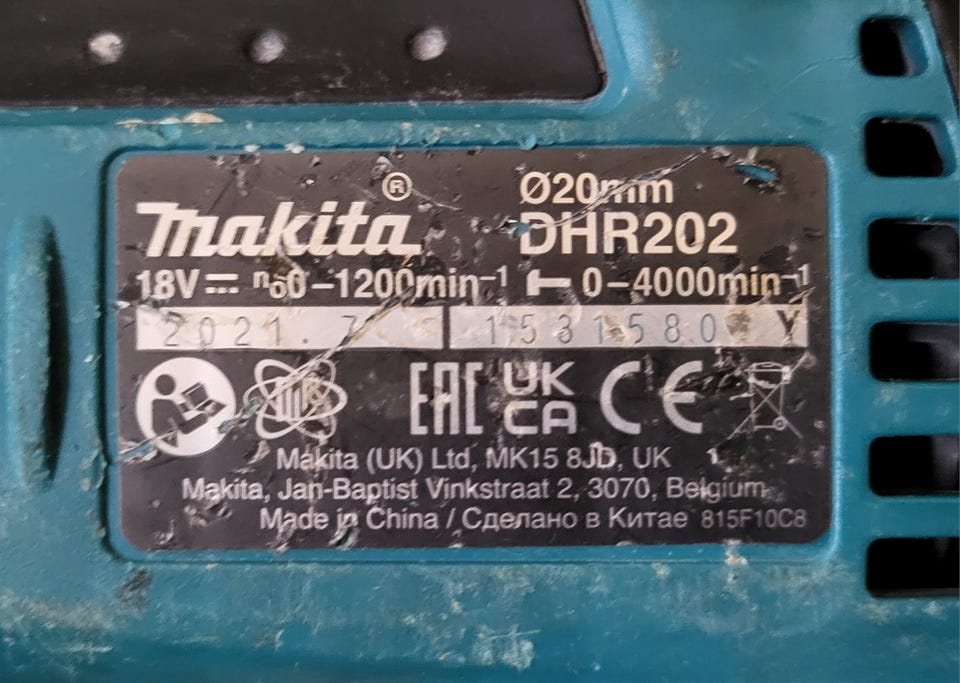 Makita®
Ø20mm
DHR202
18V n₀ 0–1200min⁻¹ 0–4000min⁻¹
2021. 7 1531580 Y
EAC UK CA CE
Makita (UK) Ltd, MK15 8JD, UK
Makita, Jan-Baptist Vinkstraat 2, 3070, Belgium
Made in China / Сделано в Китае 815F10C8